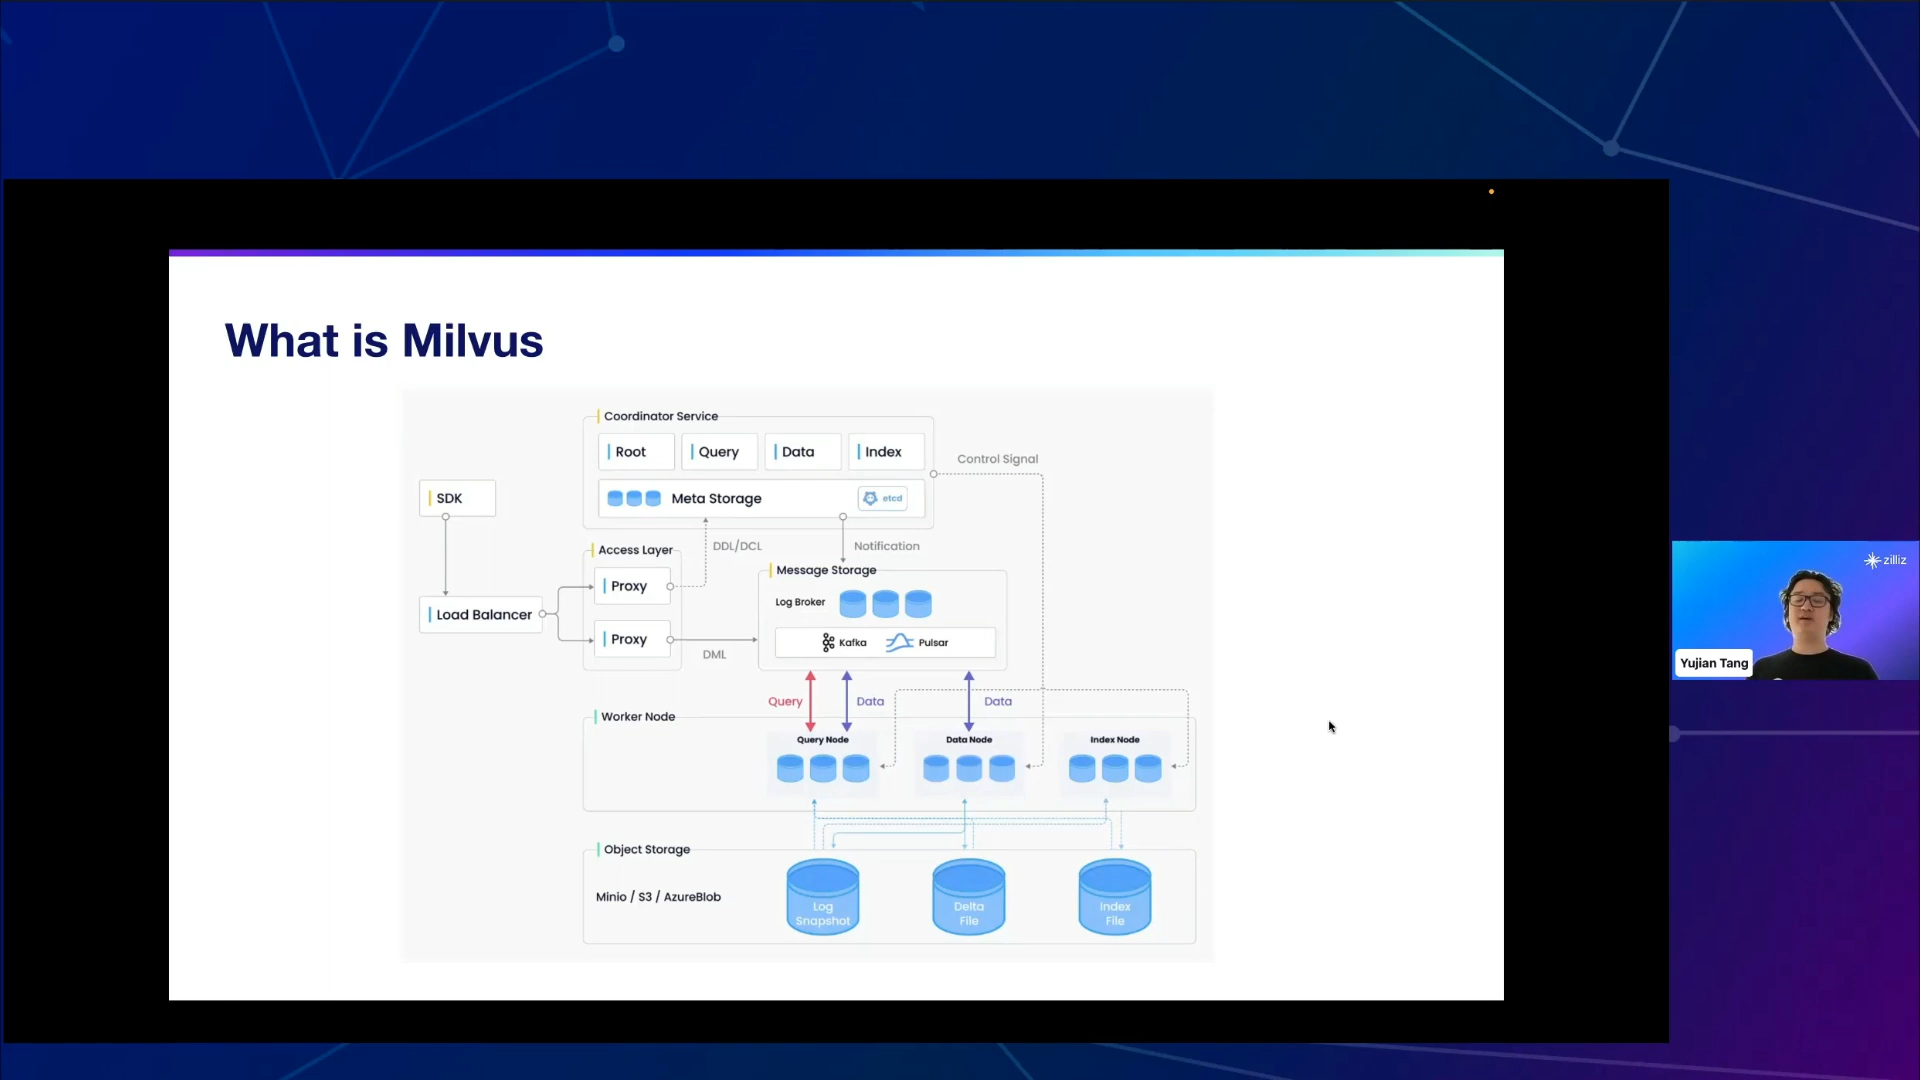 What is Milvus
Coordinator Service
Root
Query
Data
Index
Control Signal
SDK
Meta Storage
etcd
DDL/DCL
Notification
Access Layer
Message Storage
Proxy
Log Broker
Load Balancer
Proxy
Kafka
Pulsar
DML
Query
Data
Data
Worker Node
Query Node
Data Node
Index Node
Object Storage
Minio / S3 / AzureBlob
Log
Snapshot
Delta
File
Index
File
zilliz
Yujian Tang